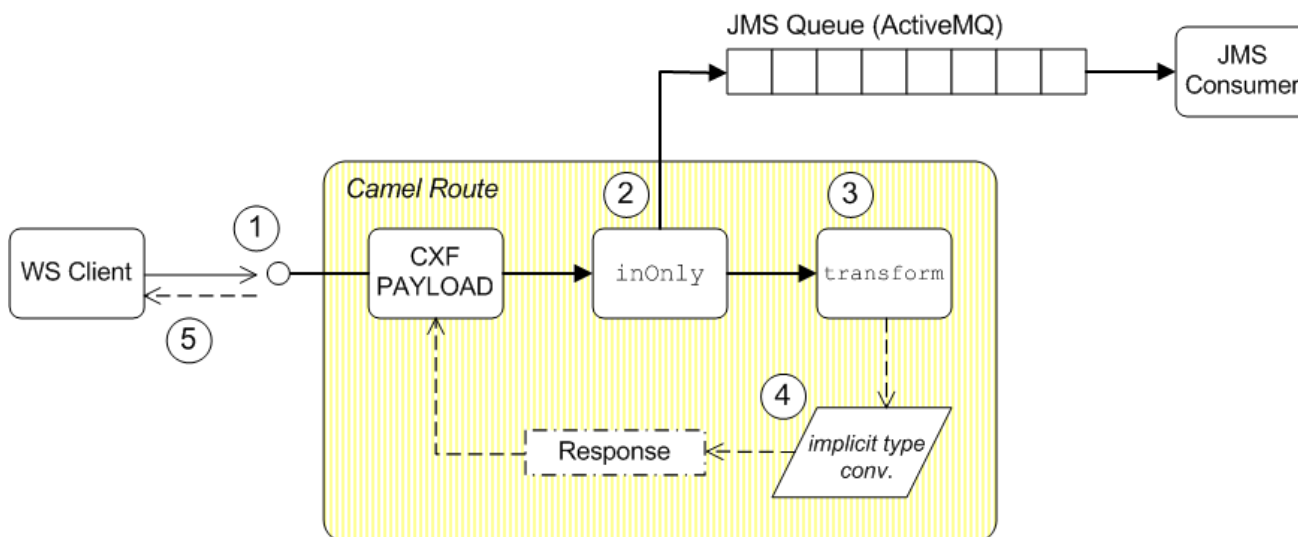 JMS Queue (ActiveMQ)
JMS
Consumer
Camel Route
2
3
1
WS Client
CXF
PAYLOAD
inOnly
transform
5
4
Response
implicit type
conv.